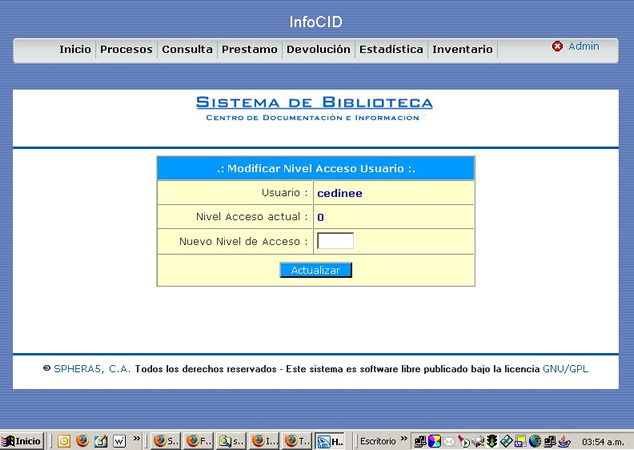 InfoCID
Inicio Procesos Consulta Prestamo Devolución Estadística Inventario Admin
SISTEMA DE BIBLIOTECA
CENTRO DE DOCUMENTACIÓN E INFORMACIÓN
.: Modificar Nivel Acceso Usuario :.
Usuario : cedinee
Nivel Acceso actual : 0
Nuevo Nivel de Acceso :
Actualizar
© SPHERA5, C.A. Todos los derechos reservados - Este sistema es software libre publicado bajo la licencia GNU/GPL
Inicio » S.. F.. s.. I... T.. H.. Escritorio » 03:54 a.m.